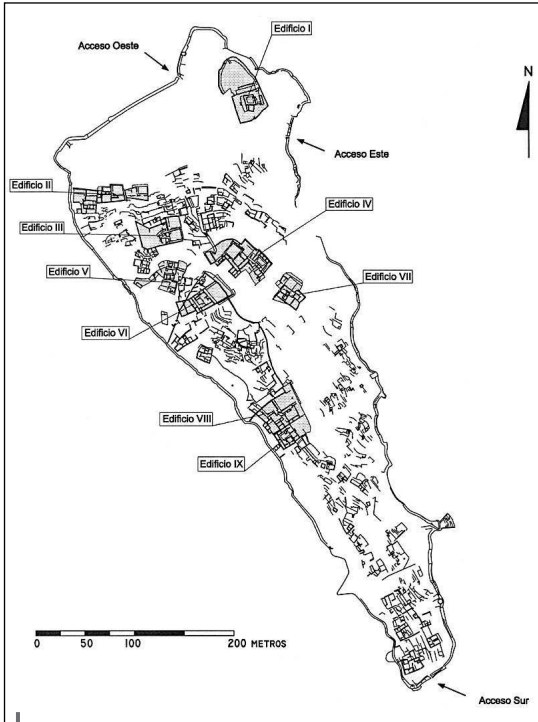 Edificio I
Acceso Oeste
N
Acceso Este
Edificio II
Edificio IV
Edificio III
Edificio V
Edificio VII
Edificio VI
Edificio VIII
Edificio IX
0 50 100 200 METROS
Acceso Sur